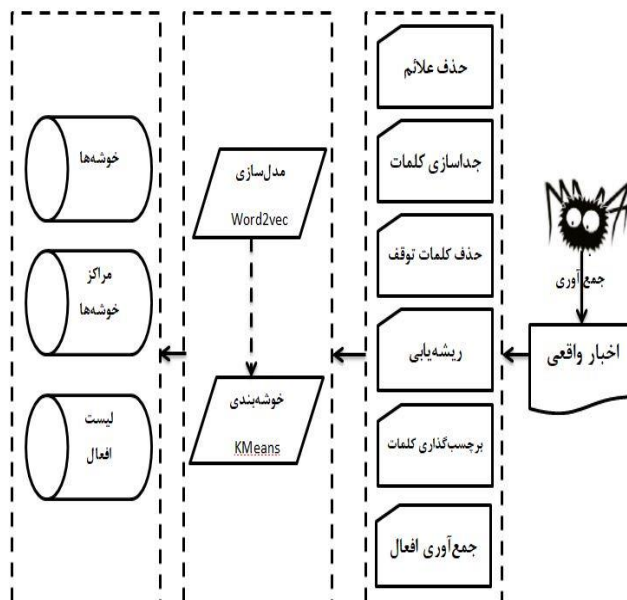 جمع آوری
اخبار واقعی
حذف علائم
جداسازی کلمات
حذف کلمات توقف
ریشه‌یابی
برچسب‌گذاری کلمات
جمع‌آوری افعال
مدل‌سازی
Word2vec
خوشه‌بندی
KMeans
خوشه‌ها
مراکز
خوشه‌ها
لیست
افعال